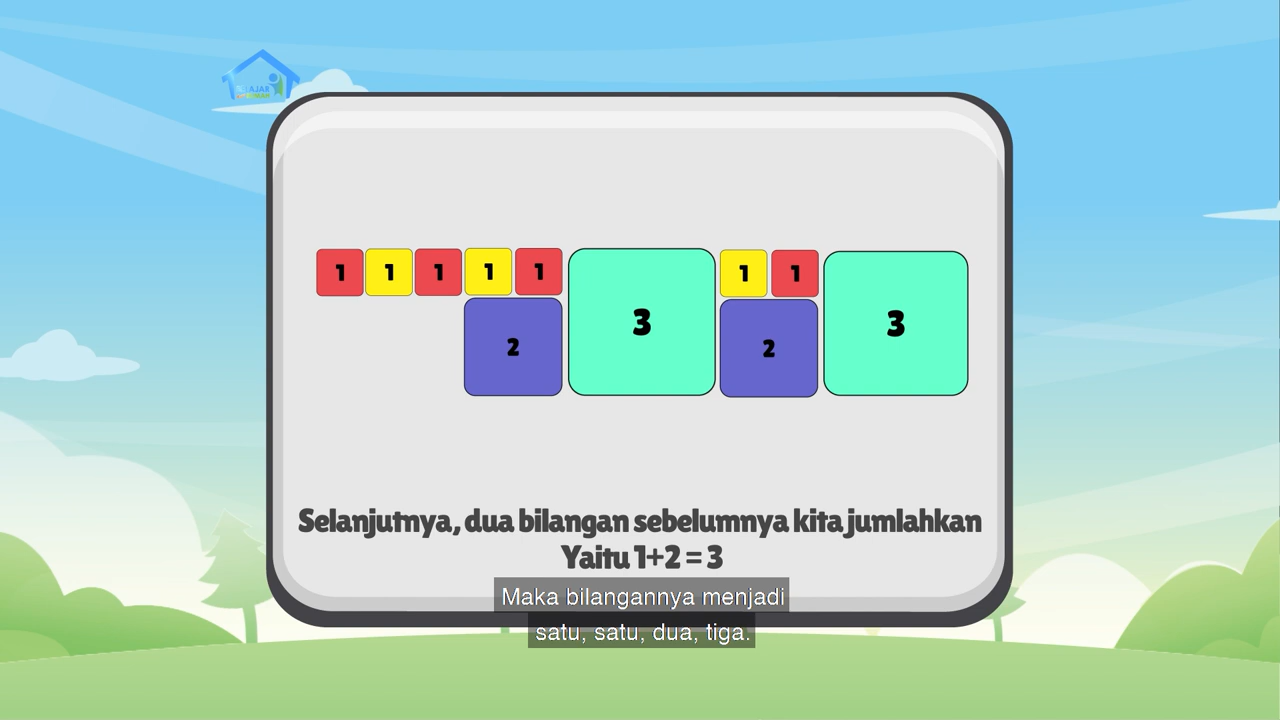 1 1 1 1 1 3 1 1 3
2 2
Selanjutnya, dua bilangan sebelumnya kita jumlahkan
Yaitu 1+2 = 3
Maka bilangannya menjadi
satu, satu, dua, tiga.